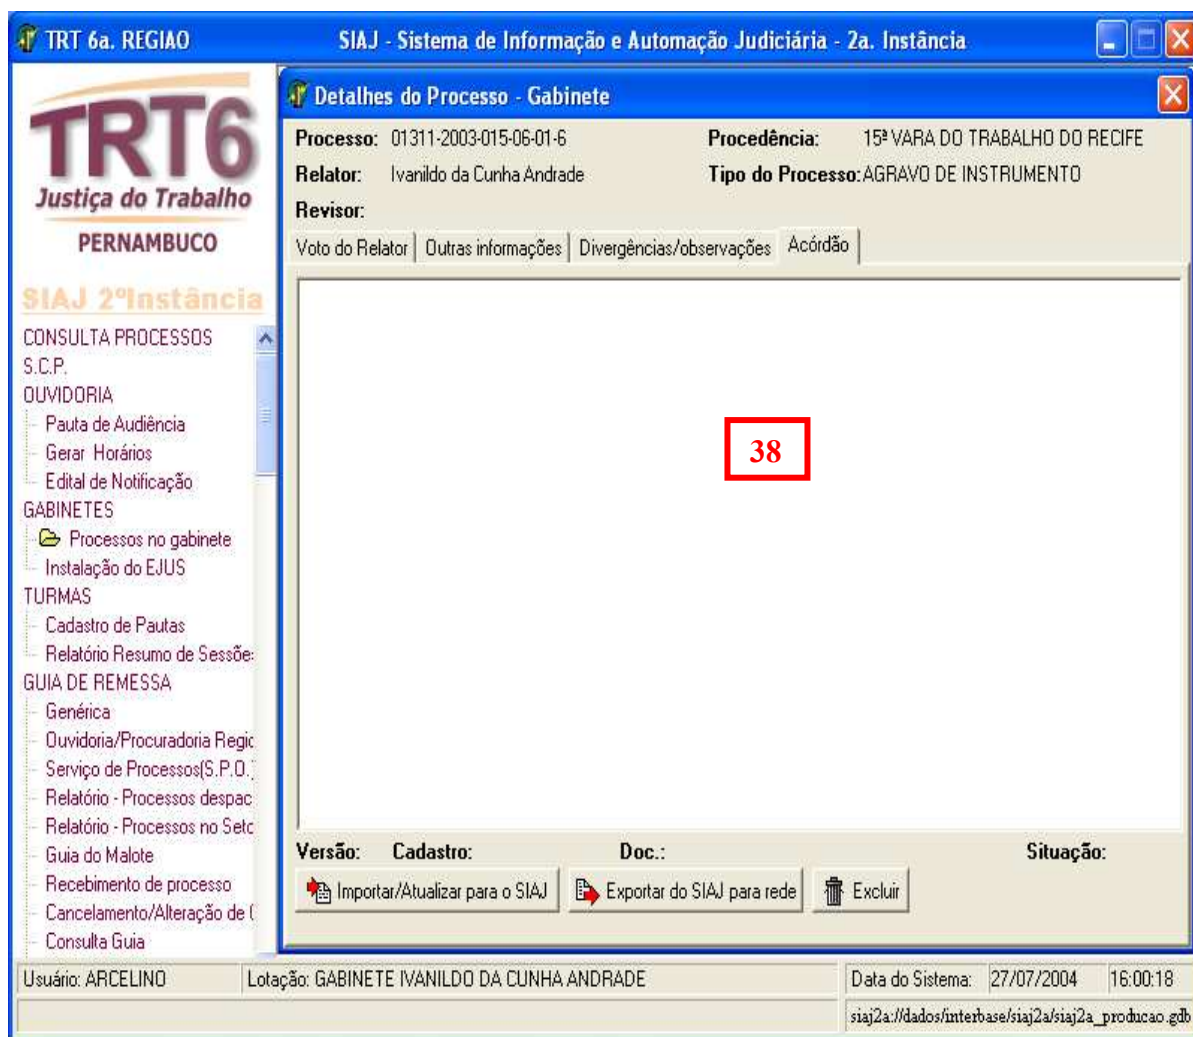 TRT 6a. REGIAO SIAJ - Sistema de Informação e Automação Judiciária - 2a. Instância
TRT6
Justiça do Trabalho
PERNAMBUCO
SIAJ 2ºInstância
CONSULTA PROCESSOS
S.C.P.
OUVIDORIA
Pauta de Audiência
Gerar Horários
Edital de Notificação
GABINETES
Processos no gabinete
Instalação do EJUS
TURMAS
Cadastro de Pautas
Relatório Resumo de Sessões
GUIA DE REMESSA
Genérica
Ouvidoria/Procuradoria Regic
Serviço de Processos(S.P.O.)
Relatório - Processos despac
Relatório - Processos no Seto
Guia do Malote
Recebimento de processo
Cancelamento/Alteração de
Consulta Guia
Detalhes do Processo - Gabinete
Processo: 01311-2003-015-06-01-6 Procedência: 15ª VARA DO TRABALHO DO RECIFE
Relator: Ivanildo da Cunha Andrade Tipo do Processo: AGRAVO DE INSTRUMENTO
Revisor:
Voto do Relator Outras informações Divergências/observações Acórdão
38
Versão: Cadastro: Doc.: Situação:
Importar/Atualizar para o SIAJ Exportar do SIAJ para rede Excluir
Usuário: ARCELINO Lotação: GABINETE IVANILDO DA CUNHA ANDRADE Data do Sistema: 27/07/2004 16:00:18
siaj2a://dados/interbase/siaj2a/siaj2a_producao.gdb